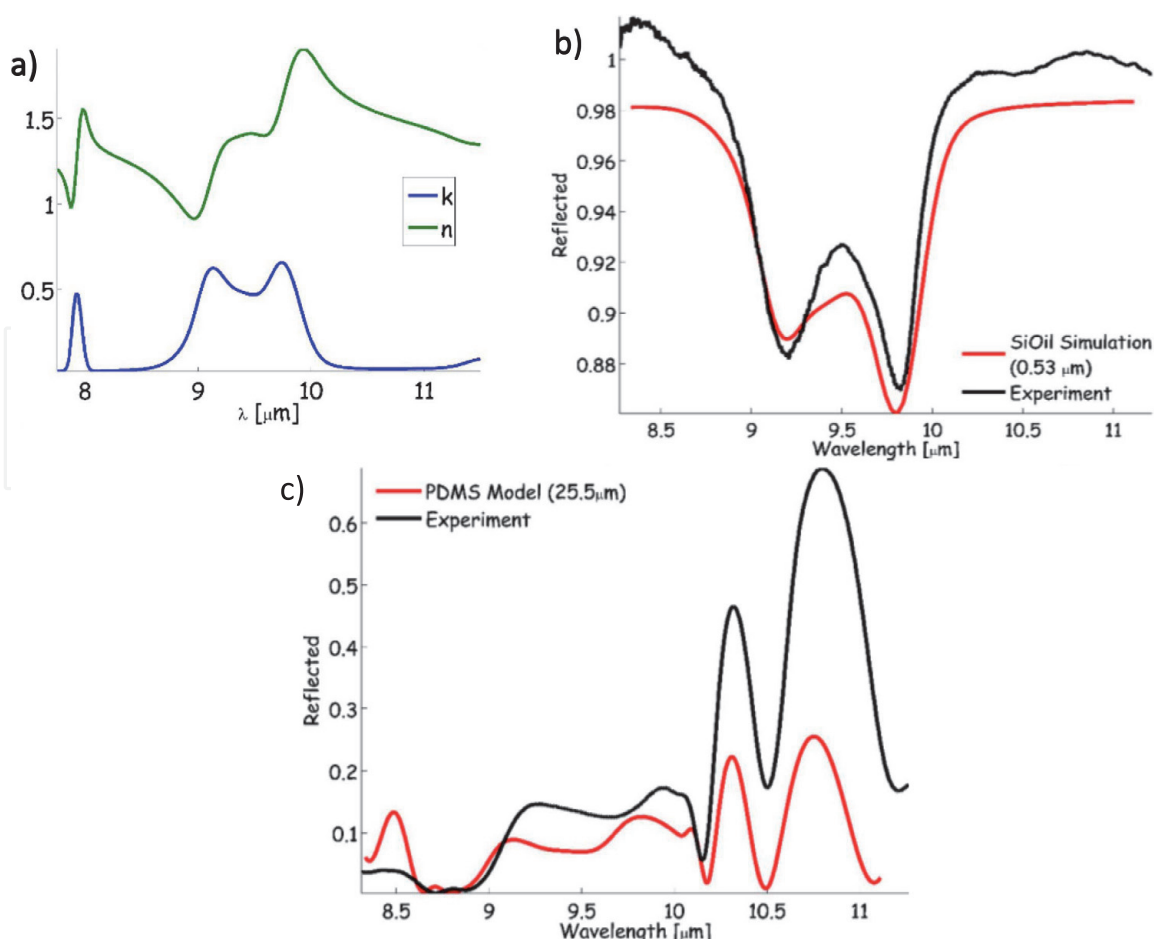 a)
1.5
1
0.5
k
n
8
9
10
11
λ [μm]
b)
1
0.98
0.96
0.94
0.92
0.9
0.88
Reflected
SiOil Simulation
(0.53 μm)
Experiment
8.5
9
9.5
10
10.5
11
Wavelength [μm]
c)
PDMS Model (25.5μm)
Experiment
0.6
0.5
0.4
0.3
0.2
0.1
Reflected
8.5
9
9.5
10
10.5
11
Wavelength [μm]